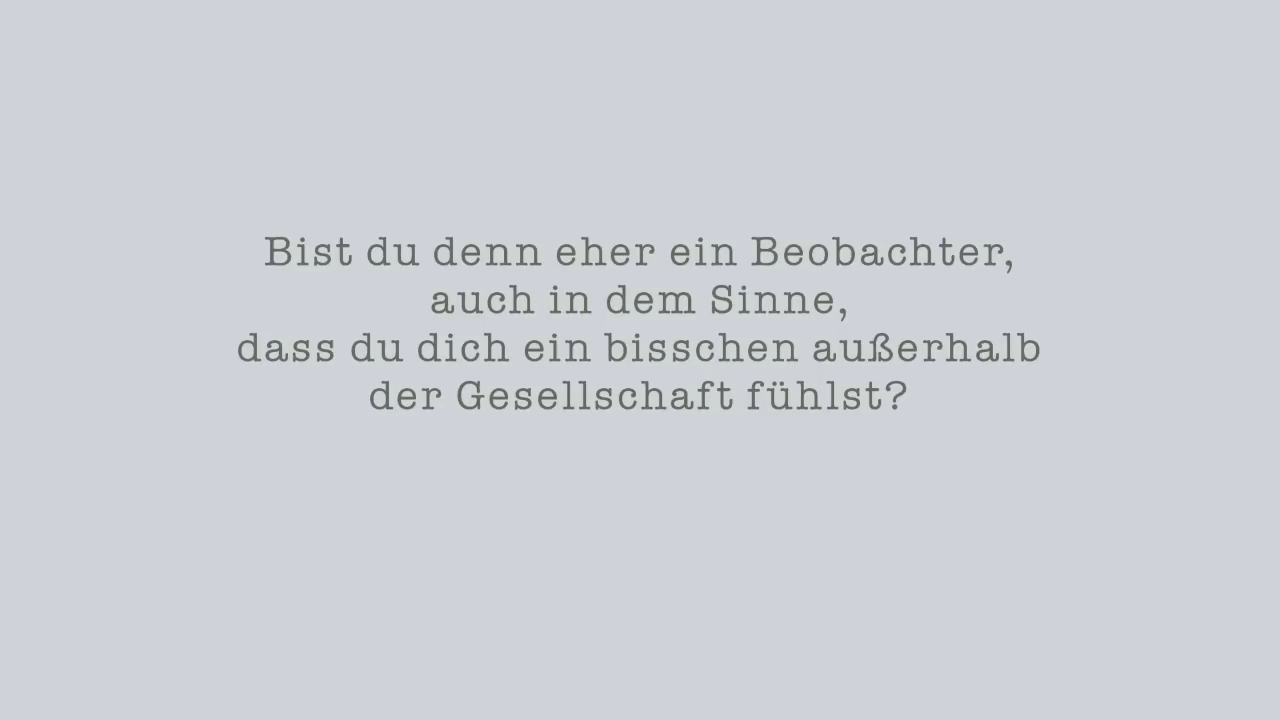 Bist du denn eher ein Beobachter,
auch in dem Sinne,
dass du dich ein bisschen außerhalb
der Gesellschaft fühlst?